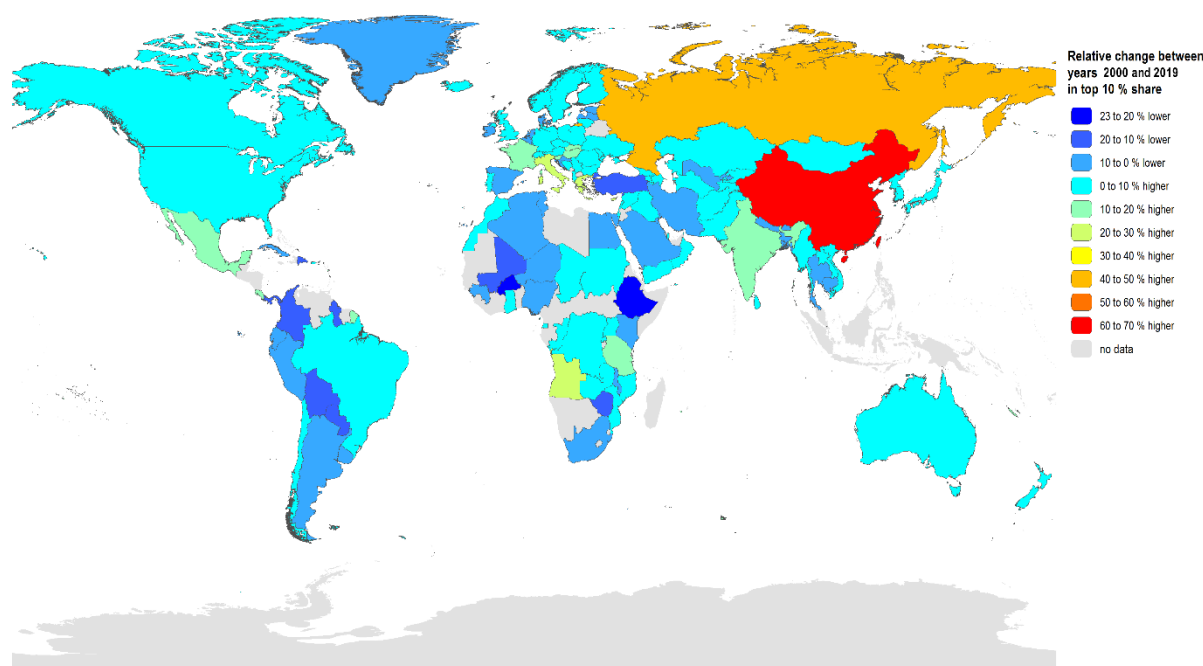 Relative change between
years 2000 and 2019
in top 10 % share
23 to 20 % lower
20 to 10 % lower
10 to 0 % lower
0 to 10 % higher
10 to 20 % higher
20 to 30 % higher
30 to 40 % higher
40 to 50 % higher
50 to 60 % higher
60 to 70 % higher
no data